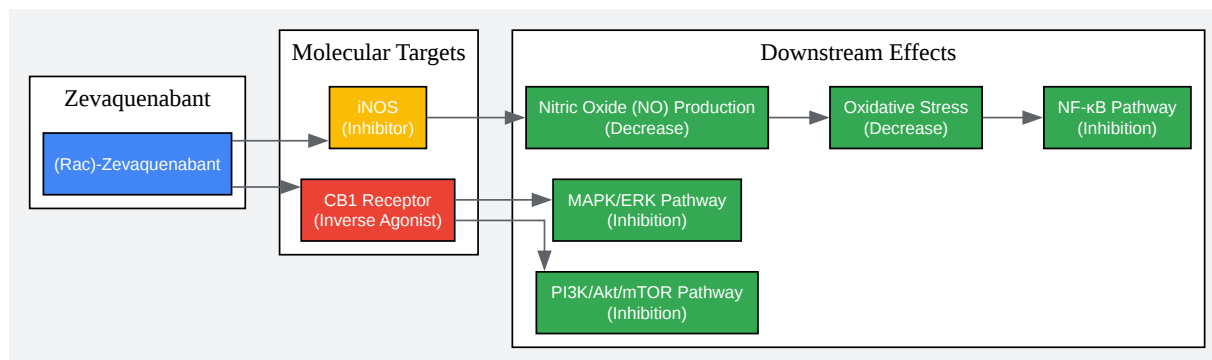 Zevaquenabant
(Rac)-Zevaquenabant
Molecular Targets
iNOS
(Inhibitor)
CB1 Receptor
(Inverse Agonist)
Downstream Effects
Nitric Oxide (NO) Production
(Decrease)
Oxidative Stress
(Decrease)
NF-κB Pathway
(Inhibition)
MAPK/ERK Pathway
(Inhibition)
PI3K/Akt/mTOR Pathway
(Inhibition)